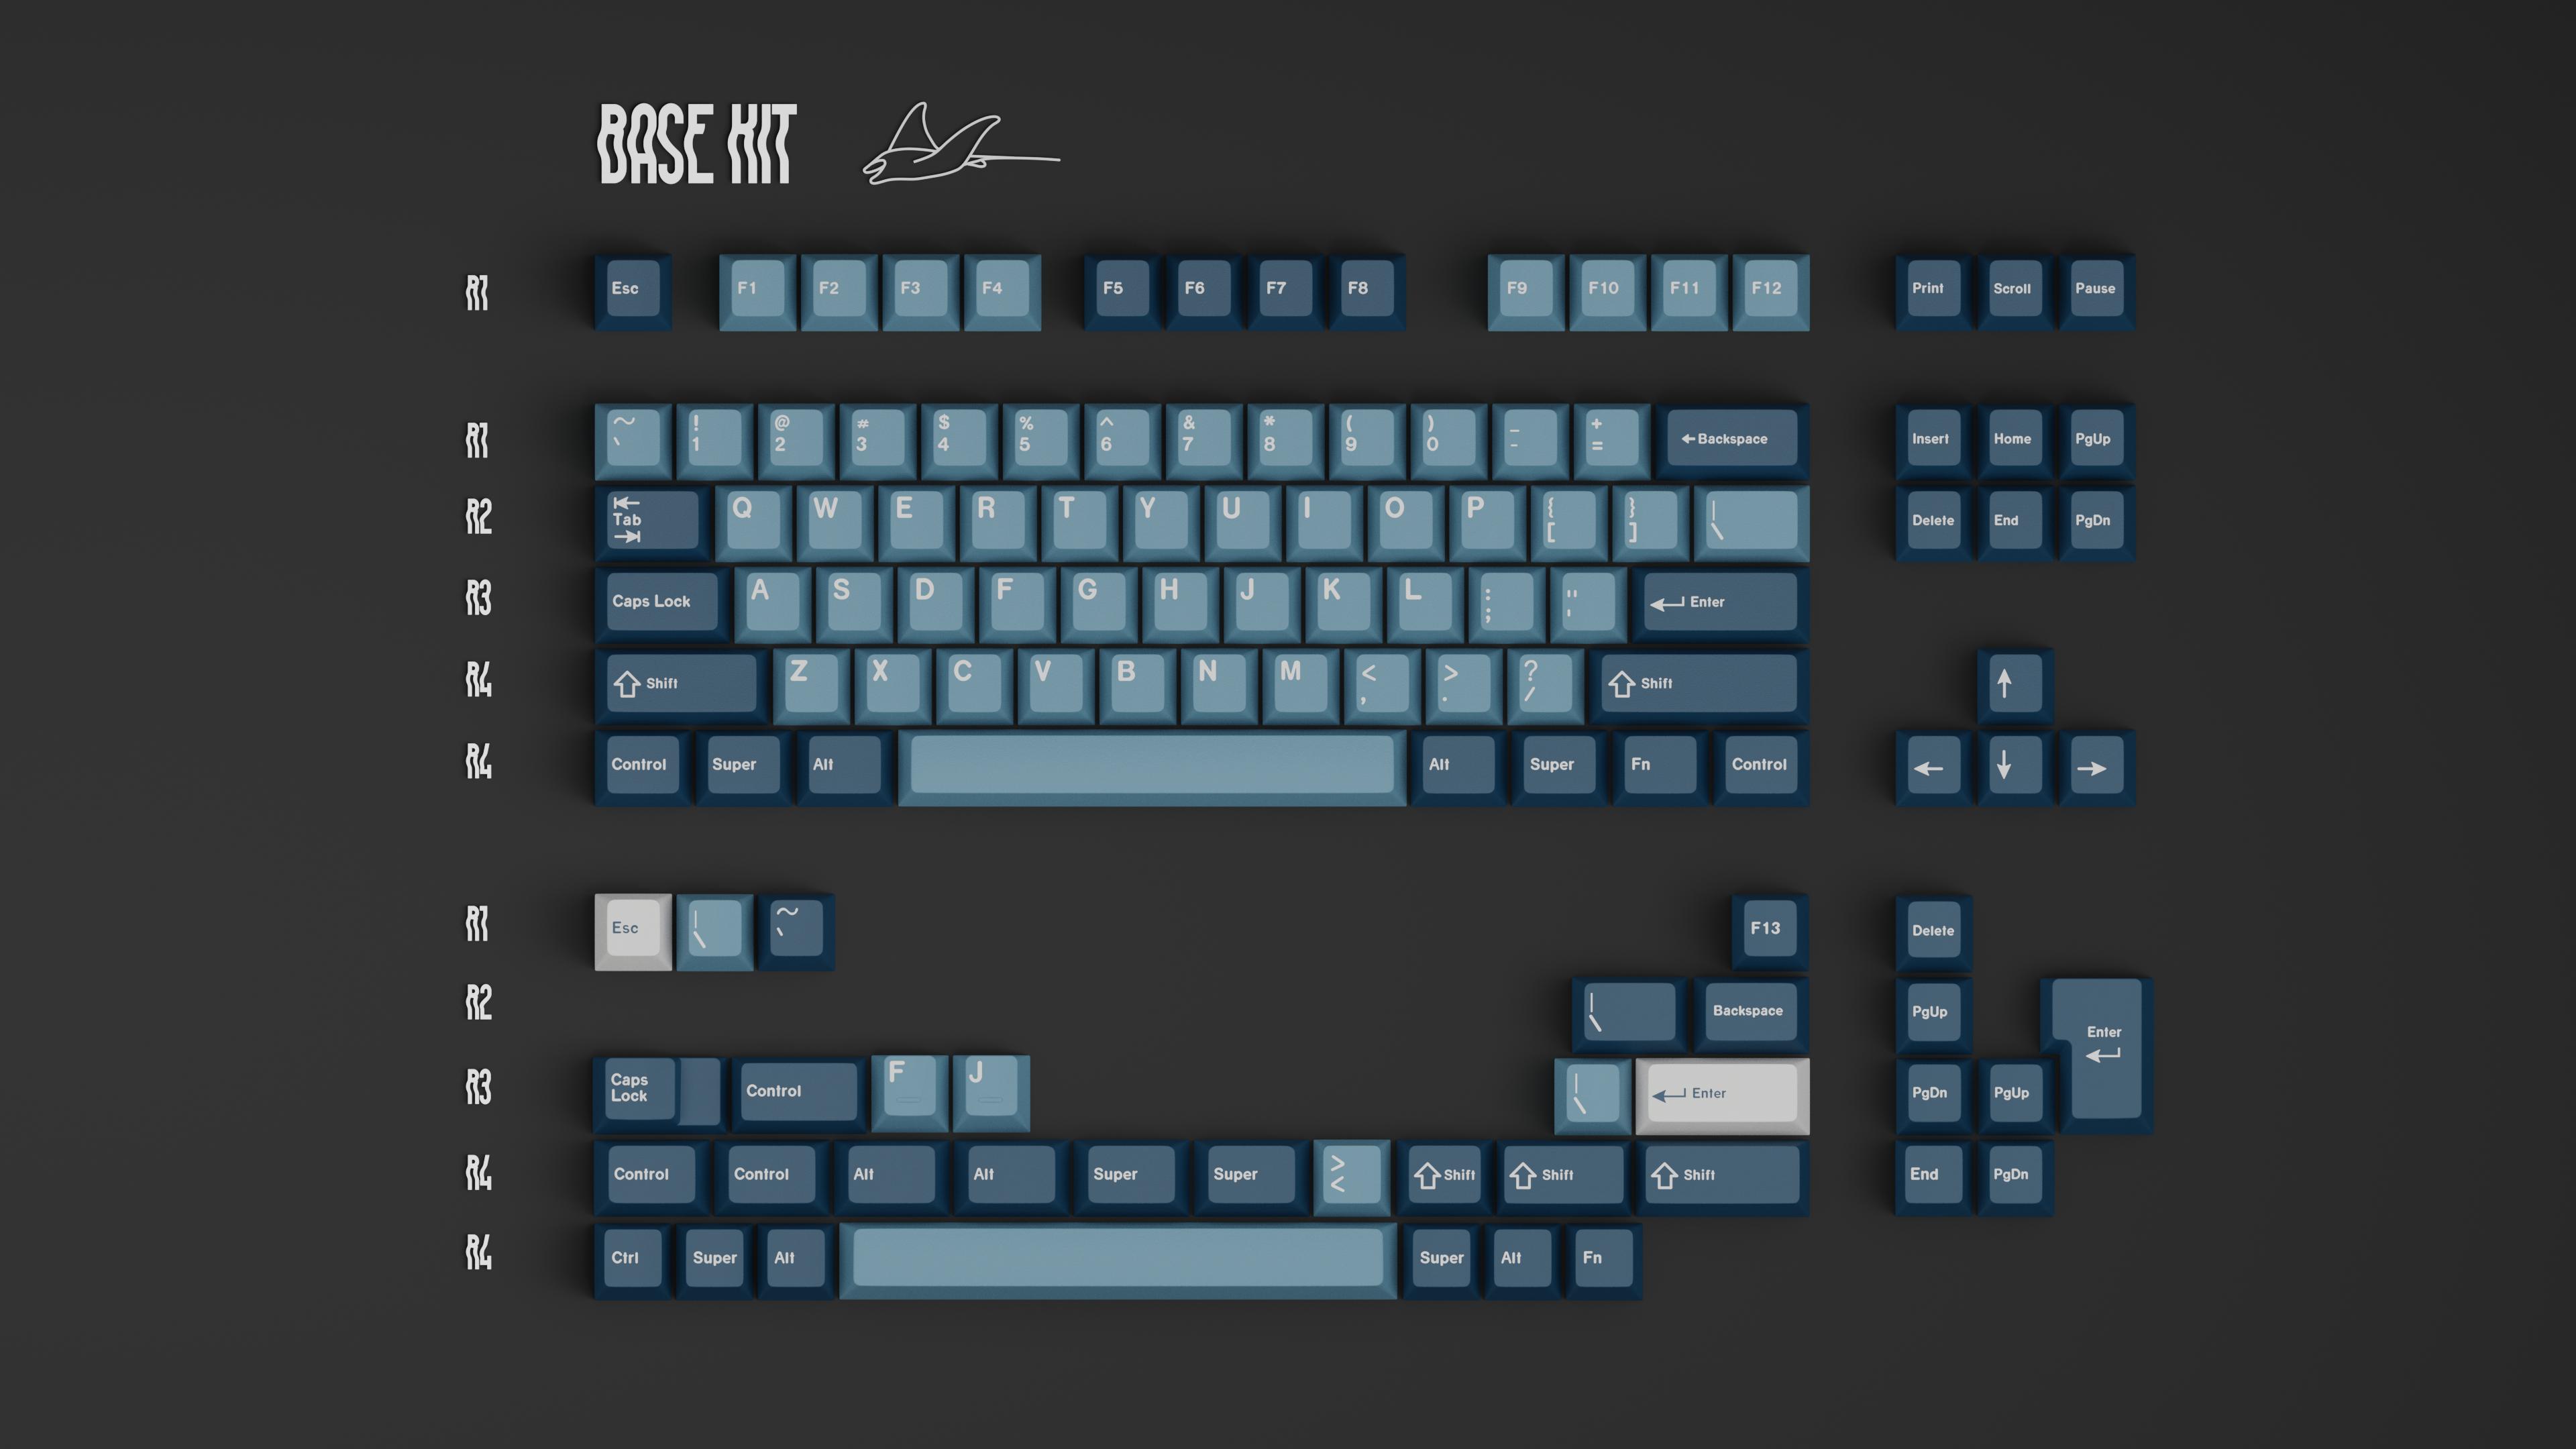 BASE KIT
R1 Esc F1 F2 F3 F4 F5 F6 F7 F8 F9 F10 F11 F12 Print Scroll Pause
R1 ~ ` ! 1 @ 2 # 3 $ 4 % 5 ^ 6 & 7 * 8 ( 9 ) 0 _ - + = ← Backspace Insert Home PgUp
R2 ⇤ Tab ⇥ Q W E R T Y U I O P { [ } ] | \ Delete End PgDn
R3 Caps Lock A S D F G H J K L : ; " ' ↵ Enter
R4 ⇧ Shift Z X C V B N M < , > . ? / ⇧ Shift ↑
R4 Control Super Alt Alt Super Fn Control ← ↓ →
R1 Esc | \ ~ ` F13 Delete
R2 | \ Backspace PgUp Enter ↵
R3 Caps Lock Control F J | \ ↵ Enter PgDn PgUp
R4 Control Control Alt Alt Super Super > < ⇧ Shift ⇧ Shift ⇧ Shift End PgDn
R4 Ctrl Super Alt Super Alt Fn